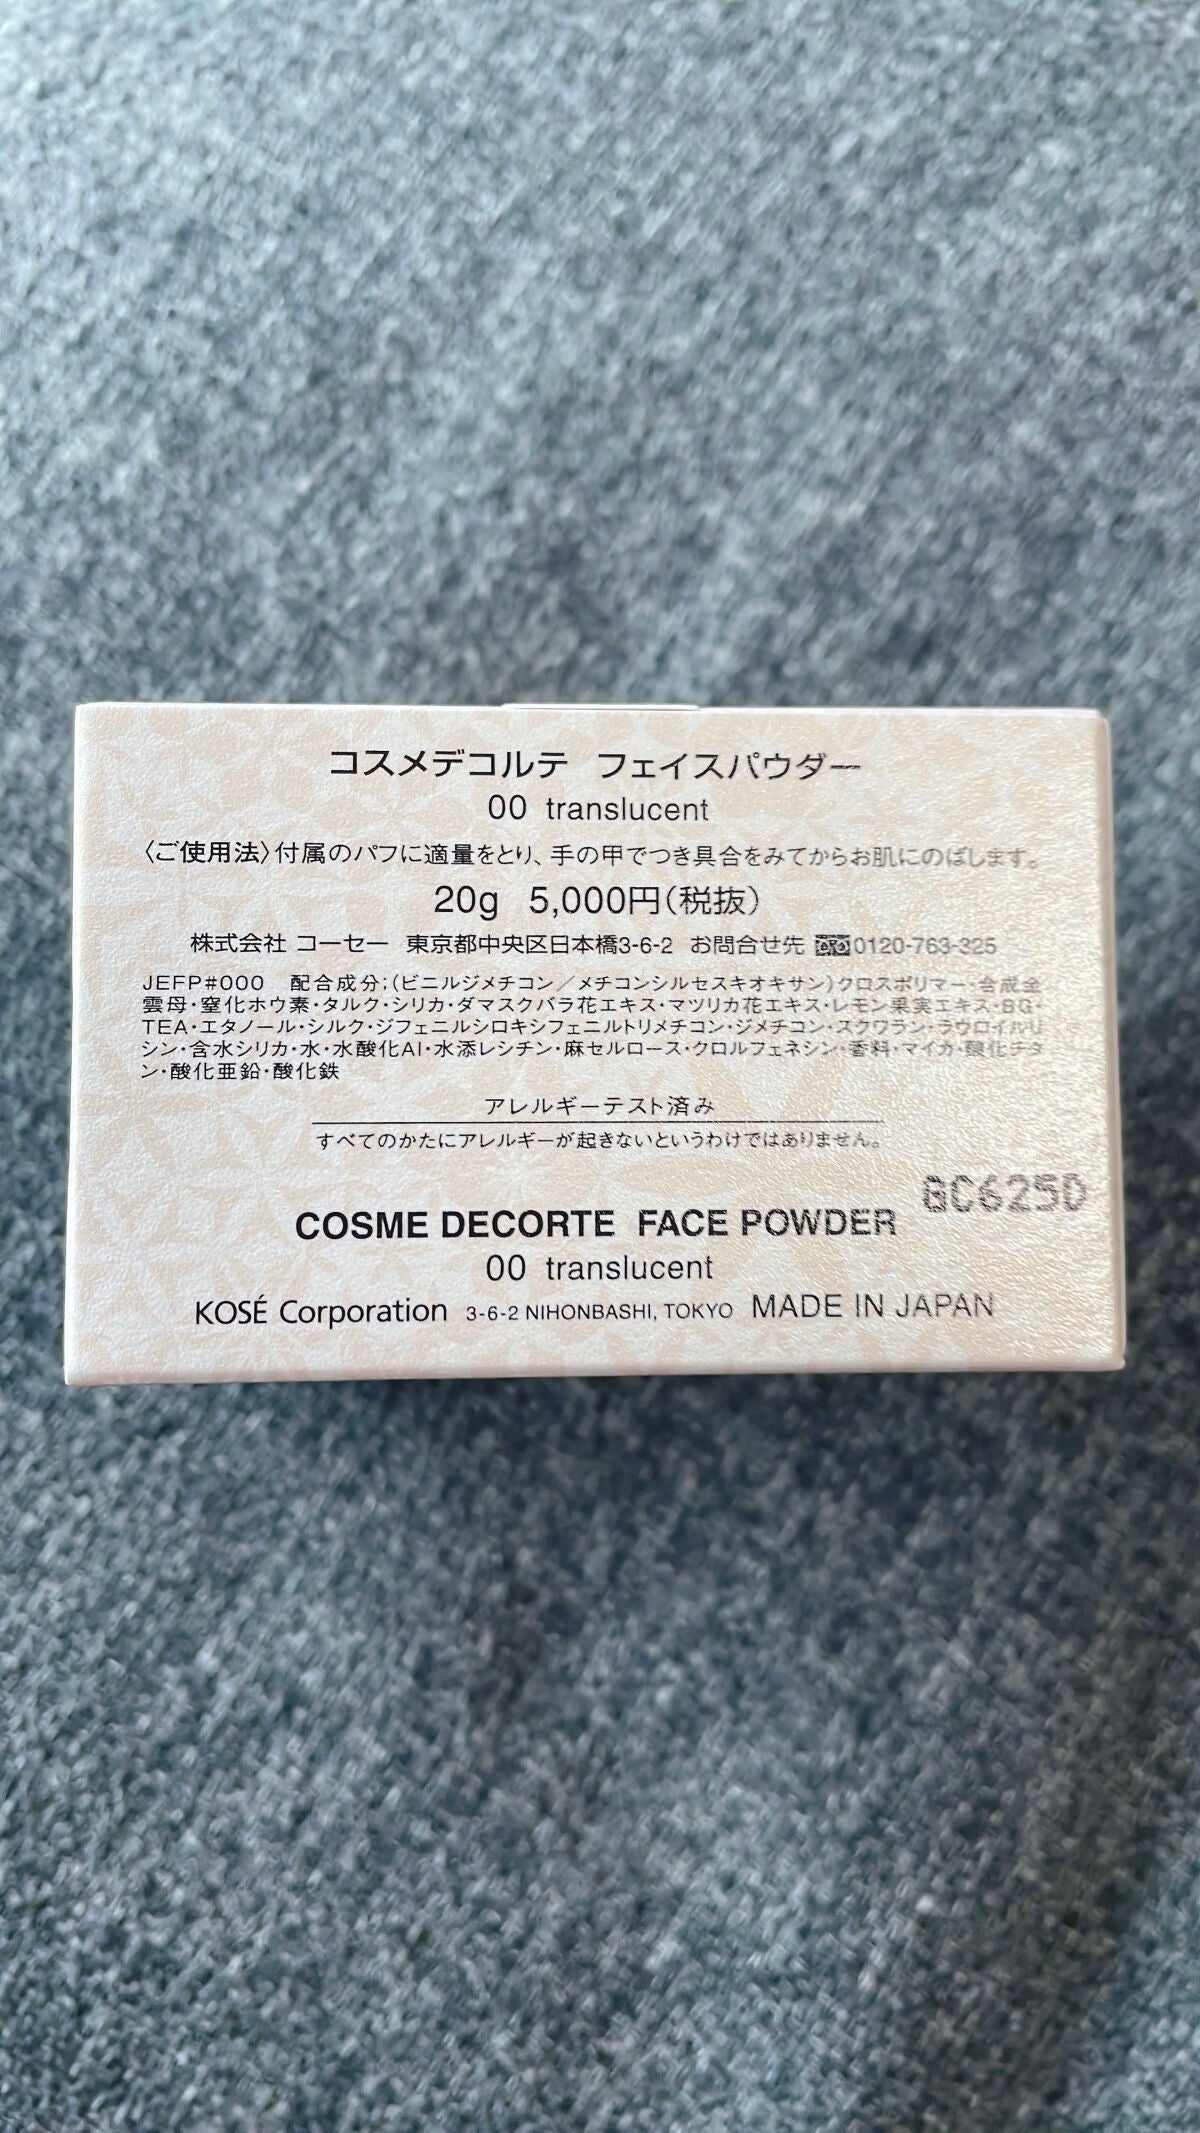 コスメデコルテ フェイスパウダー
00 translucent
〈ご使用法〉付属のパフに適量をとり、手の甲でつき具合をみてからお肌にのばします。
20g 5,000円(税抜)
株式会社 コーセー 東京都中央区日本橋3-6-2 お問合せ先 0120-763-325
JEFP#000 配合成分;(ビニルジメチコン／メチコンシルセスキオキサン)クロスポリマー・合成金
雲母・窒化ホウ素・タルク・シリカ・ダマスクバラ花エキス・マツリカ花エキス・レモン果実エキス・BG・
TEA・エタノール・シルク・ジフェニルシロキシフェニルトリメチコン・ジメチコン・スクワラン・ラウロイルリ
シン・含水シリカ・水・水酸化Al・水添レシチン・麻セルロース・クロルフェネシン・香料・マイカ・酸化チタ
ン・酸化亜鉛・酸化鉄
アレルギーテスト済み
すべてのかたにアレルギーが起きないというわけではありません。
GC6250
COSME DECORTE FACE POWDER
00 translucent
KOSÉ Corporation 3-6-2 NIHONBASHI, TOKYO MADE IN JAPAN